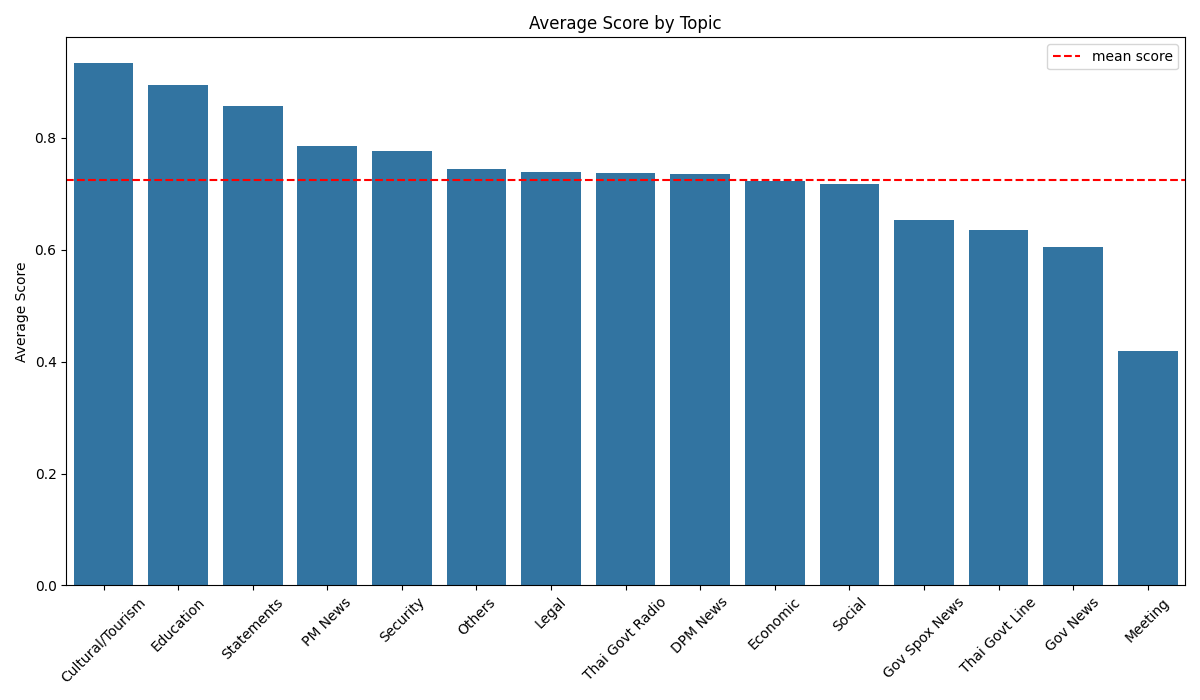 Average Score by Topic
mean score
Average Score
0.8
0.6
0.4
0.2
0.0
Cultural/Tourism
Education
Statements
PM News
Security
Others
Legal
Thai Govt Radio
DPM News
Economic
Social
Gov Spox News
Thai Govt Line
Gov News
Meeting